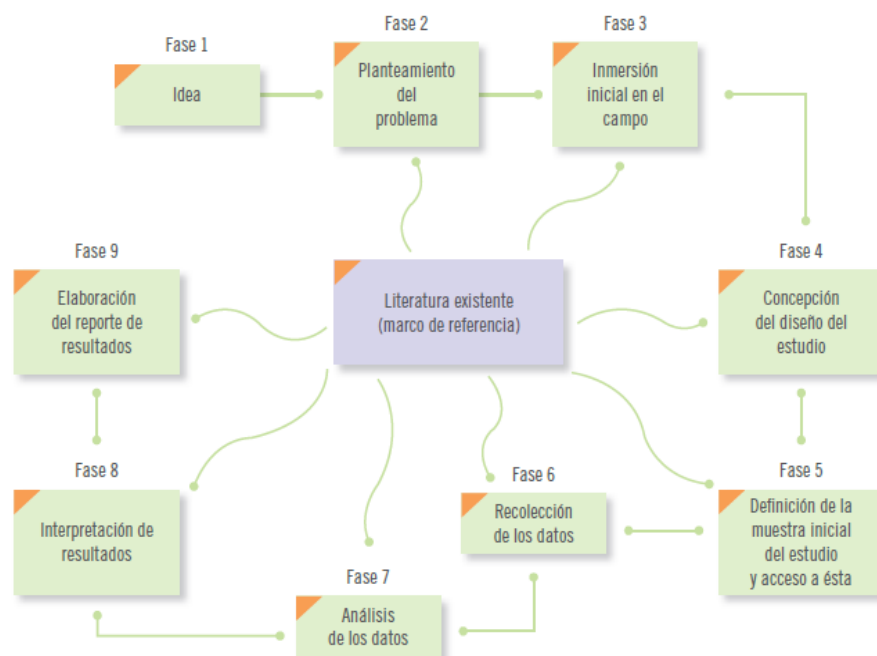 Fase 1
Idea
Fase 2
Planteamiento
del
problema
Fase 3
Inmersión
inicial en el
campo
Fase 4
Concepción
del diseño del
estudio
Fase 5
Definición de la
muestra inicial
del estudio
y acceso a ésta
Fase 6
Recolección
de los datos
Fase 7
Análisis
de los datos
Fase 8
Interpretación de
resultados
Fase 9
Elaboración
del reporte de
resultados
Literatura existente
(marco de referencia)